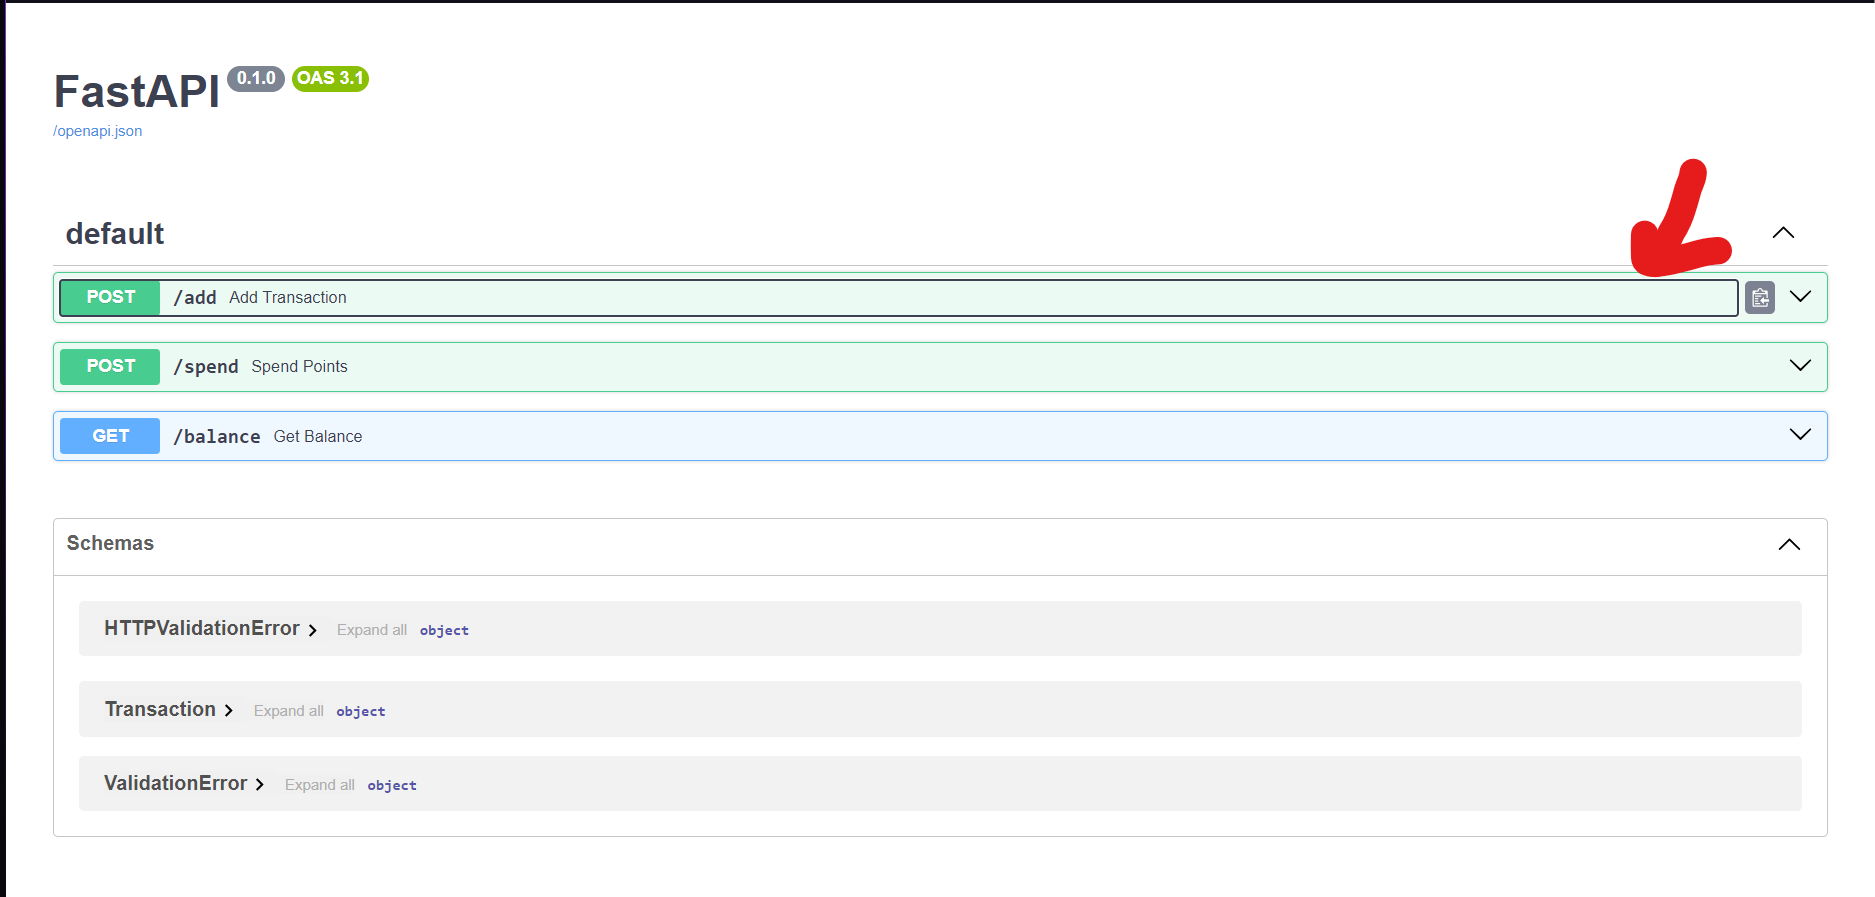 FastAPI 0.1.0 OAS 3.1
/openapi.json
default
POST /add Add Transaction
POST /spend Spend Points
GET /balance Get Balance
Schemas
HTTPValidationError Expand all object
Transaction Expand all object
ValidationError Expand all object